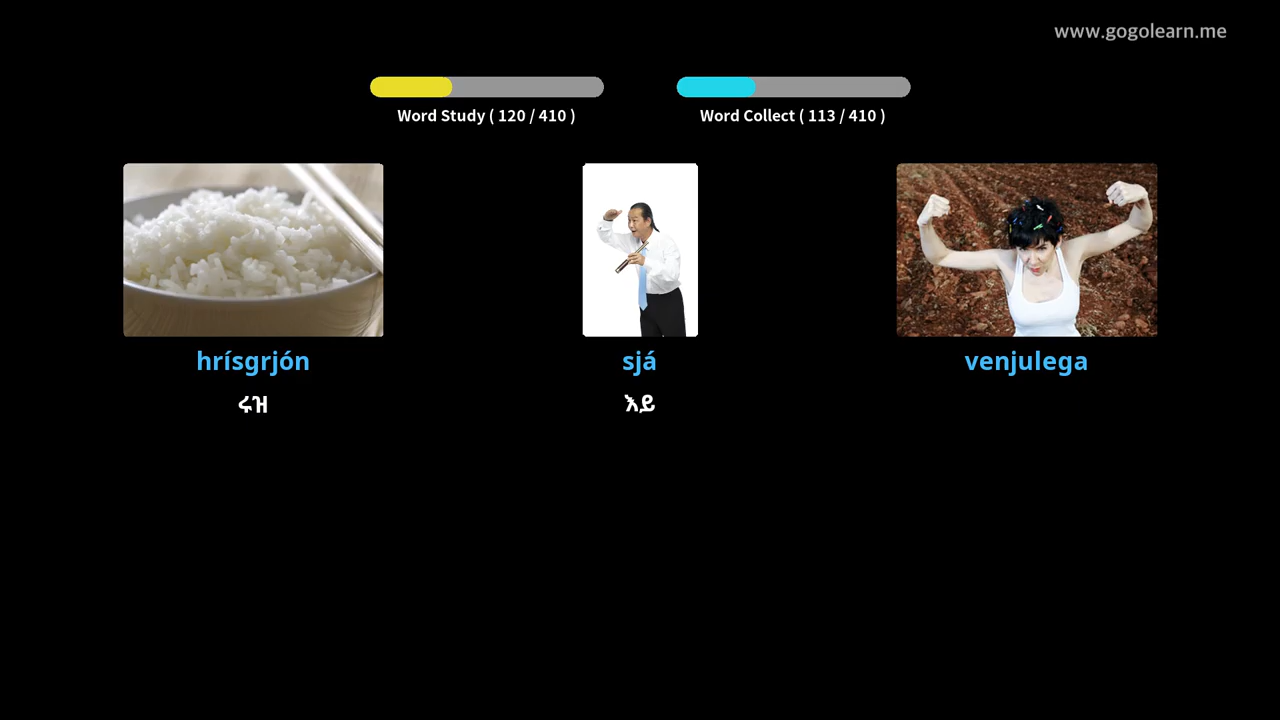 www.gogolearn.me
Word Study ( 120 / 410 )
Word Collect ( 113 / 410 )
hrísgrjón
sjá
venjulega
ሩዝ
እይ